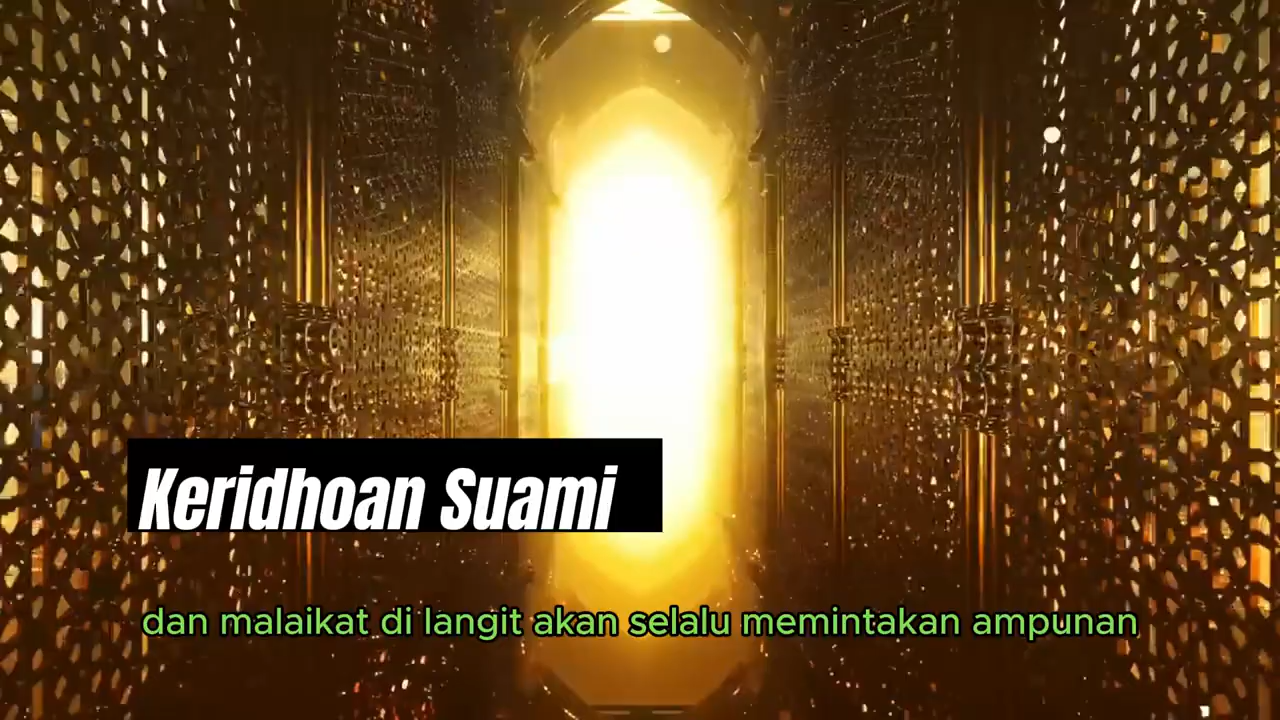 Keridhoan Suami
dan malaikat di langit akan selalu memintakan ampunan